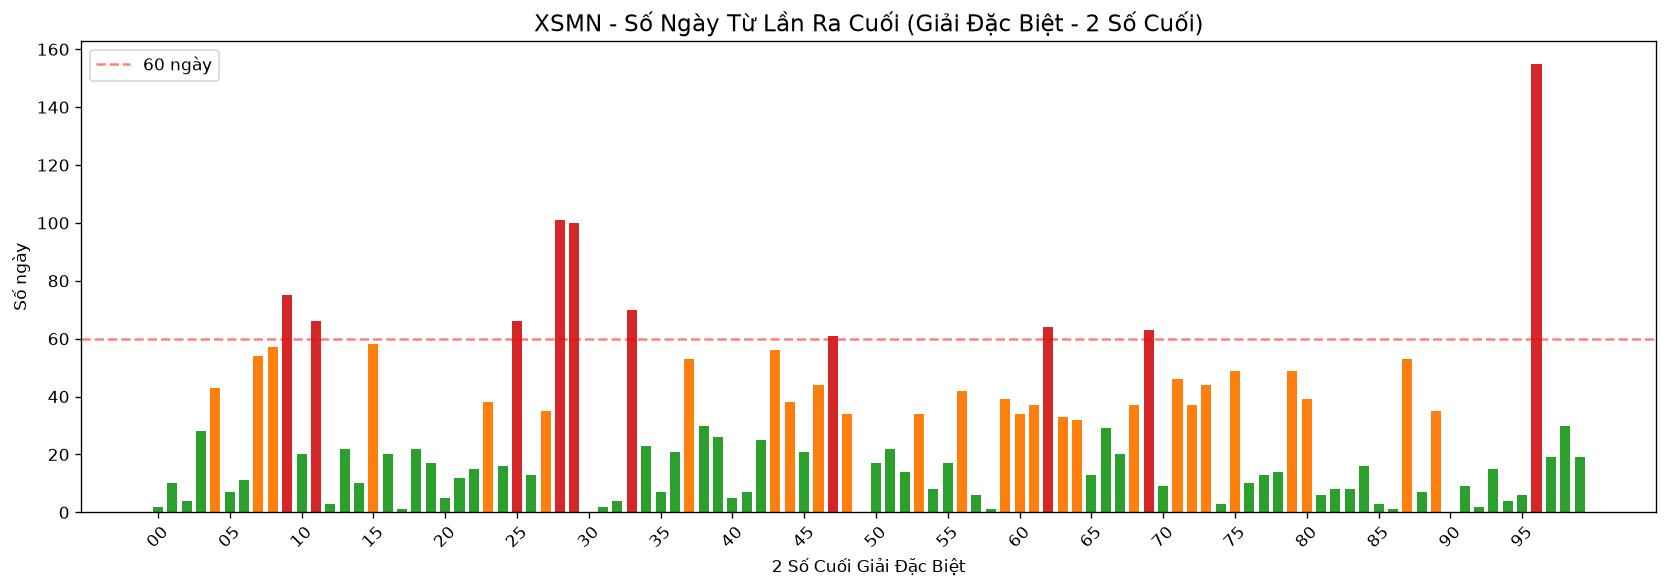 XSMN - Số Ngày Từ Lần Ra Cuối (Giải Đặc Biệt - 2 Số Cuối)
60 ngày
Số ngày
160
140
120
100
80
60
40
20
0
00 05 10 15 20 25 30 35 40 45 50 55 60 65 70 75 80 85 90 95
2 Số Cuối Giải Đặc Biệt